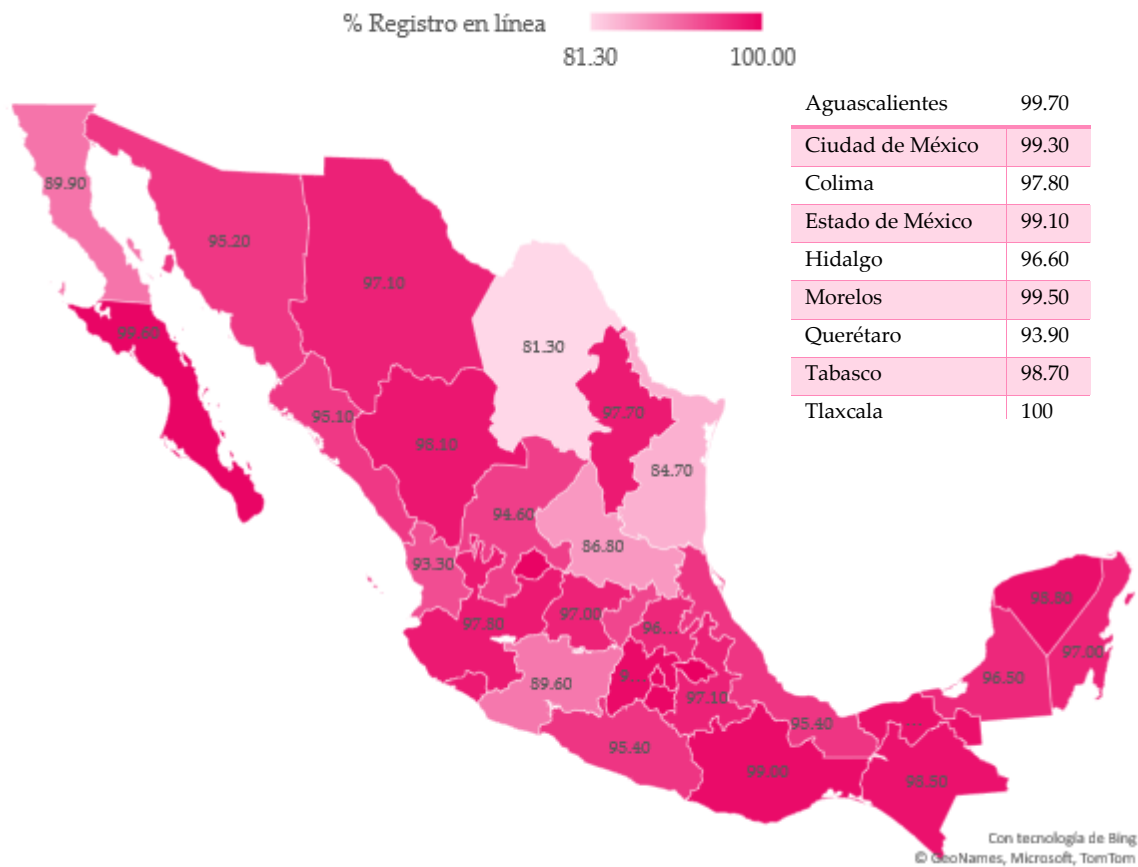 % Registro en línea
81.30 100.00
Aguascalientes 99.70
Ciudad de México 99.30
Colima 97.80
Estado de México 99.10
Hidalgo 96.60
Morelos 99.50
Querétaro 93.90
Tabasco 98.70
Tlaxcala 100
89.90
95.20
97.10
99.60
81.30
95.10
97.70
98.10
84.70
94.60
86.80
93.30
97.80
97.00
96...
98.80
97.00
89.60
9...
97.10
96.50
95.40
95.40
...
99.00
98.50
Con tecnología de Bing
© GeoNames, Microsoft, TomTom